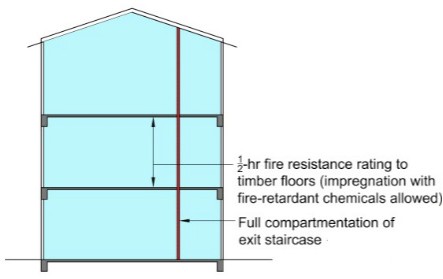 ½-hr fire resistance rating to
timber floors (impregnation with
fire-retardant chemicals allowed)
Full compartmentation of
exit staircase